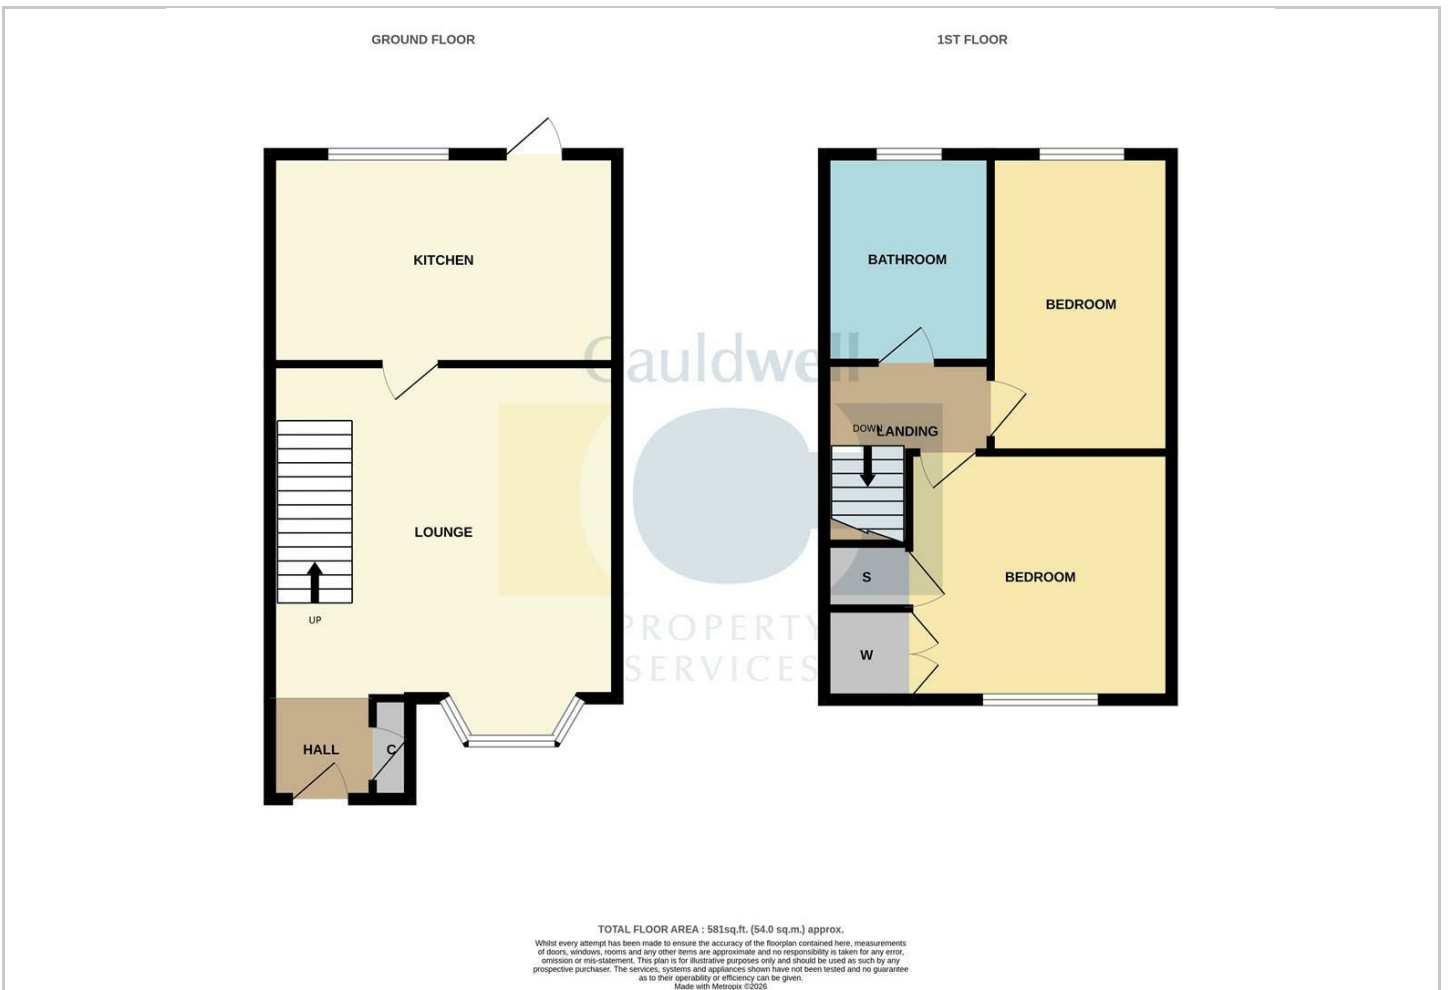 GROUND FLOOR
1ST FLOOR
KITCHEN
BATHROOM
BEDROOM
Cauldwell
DOWN
LANDING
LOUNGE
S
BEDROOM
UP
PROPERTY
SERVICES
W
HALL
C
TOTAL FLOOR AREA : 581sq.ft. (54.0 sq.m.) approx.
Whilst every attempt has been made to ensure the accuracy of the floorplan contained here, measurements
of doors, windows, rooms and any other items are approximate and no responsibility is taken for any error,
omission or mis-statement. This plan is for illustrative purposes only and should be used as such by any
prospective purchaser. The services, systems and appliances shown have not been tested and no guarantee
as to their operability or efficiency can be given.
Made with Metropix ©2026